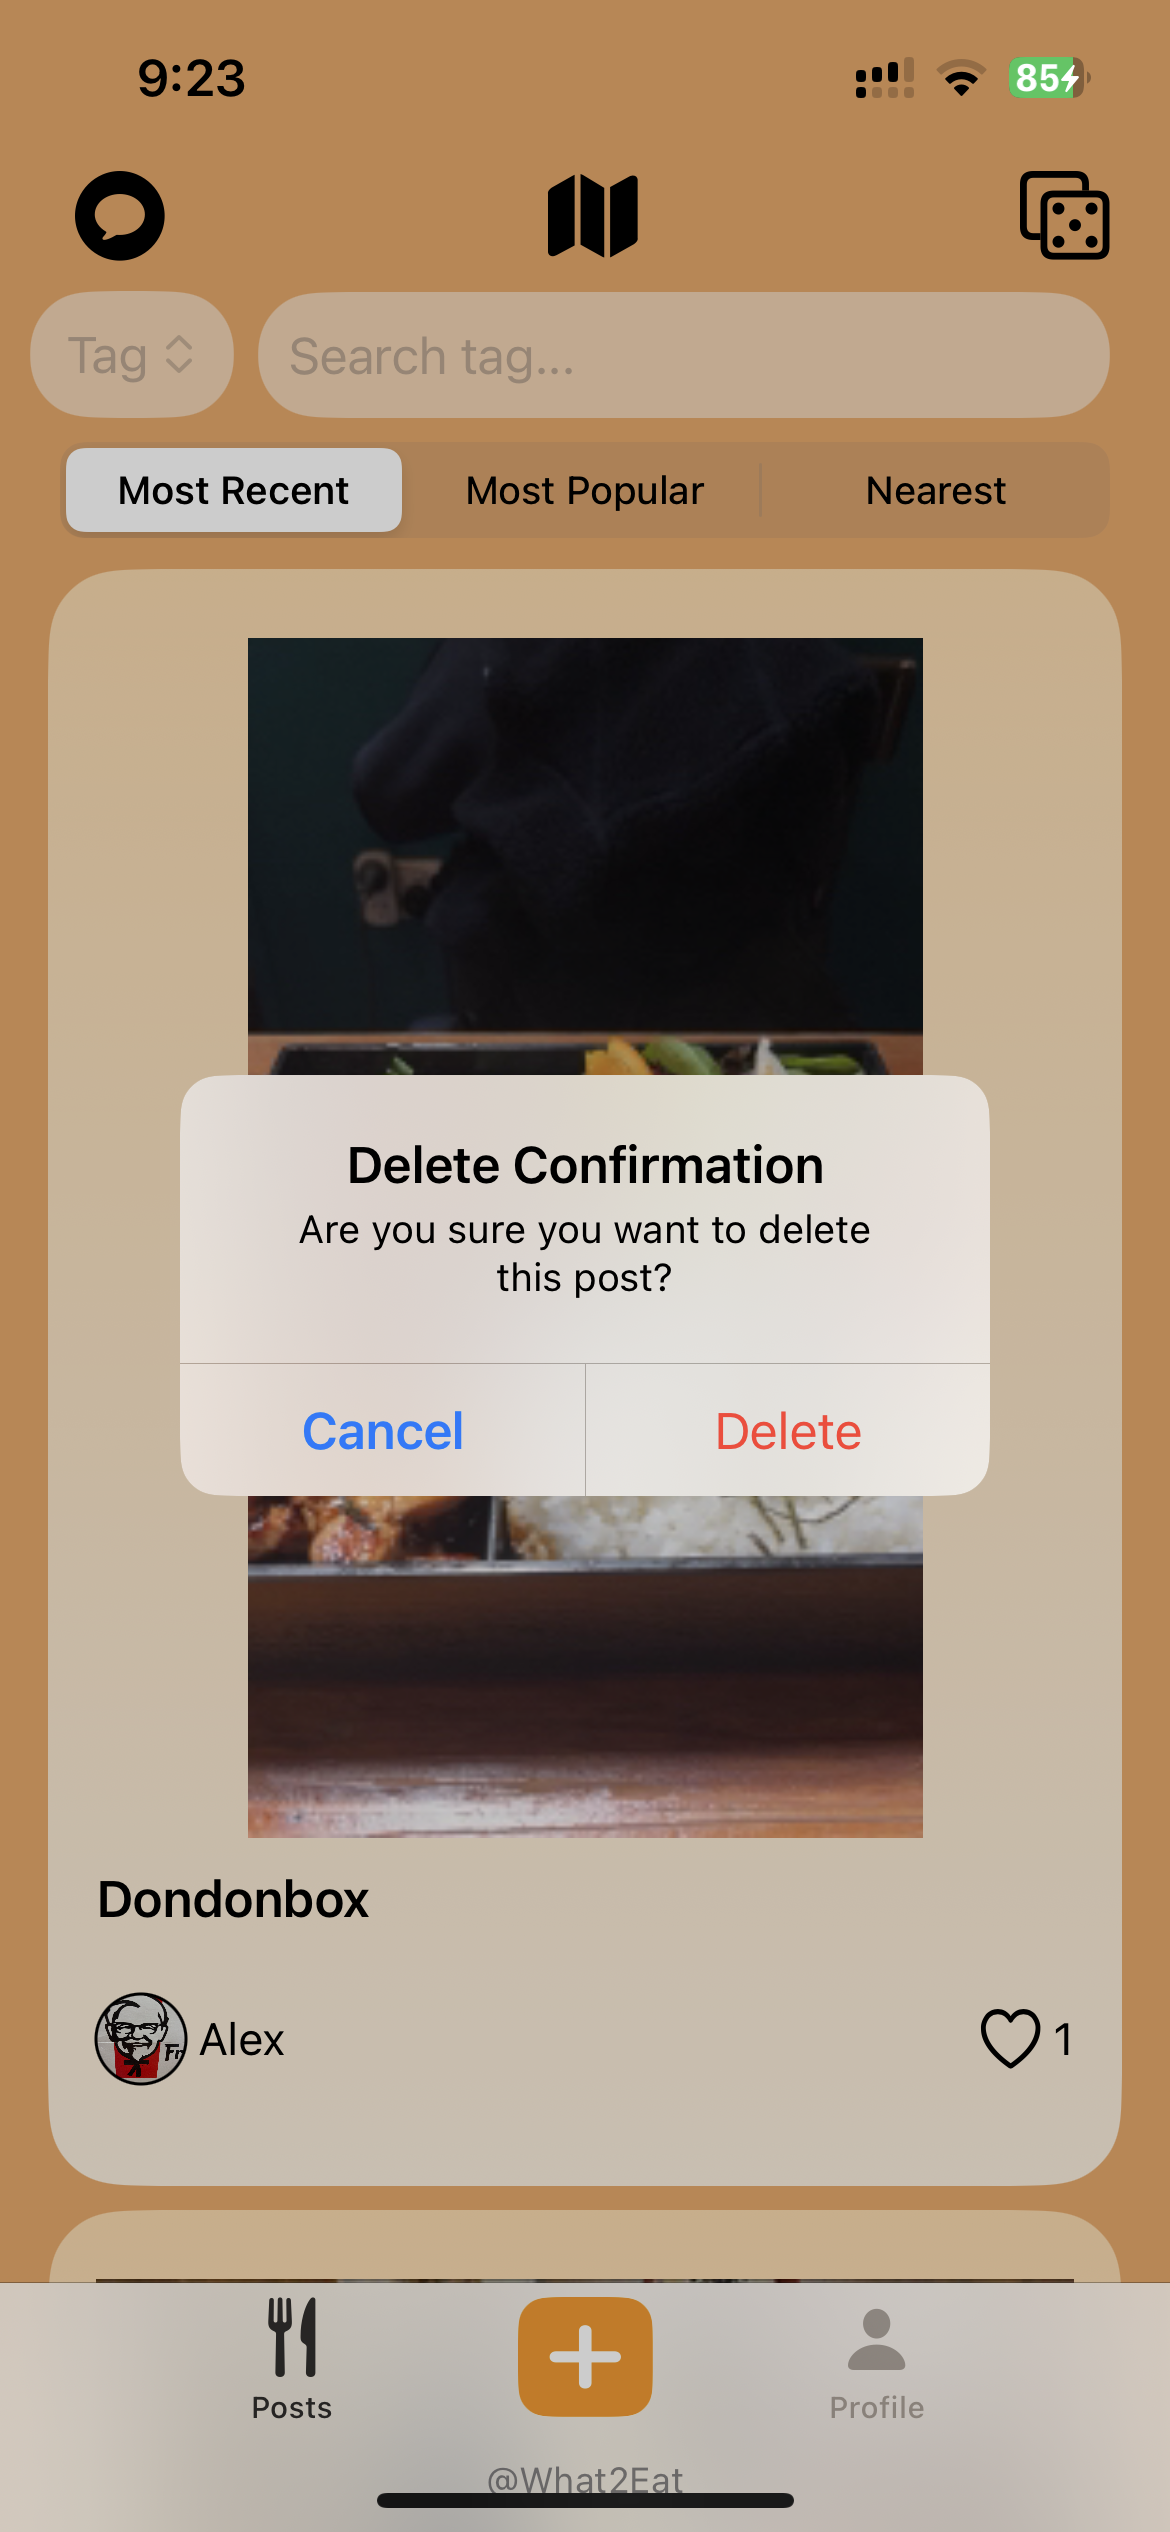 9:23
85
Tag
Search tag...
Most Recent
Most Popular
Nearest
Delete Confirmation
Are you sure you want to delete
this post?
Cancel
Delete
Dondonbox
Fr
Alex
1
Posts
Profile
@What2Eat